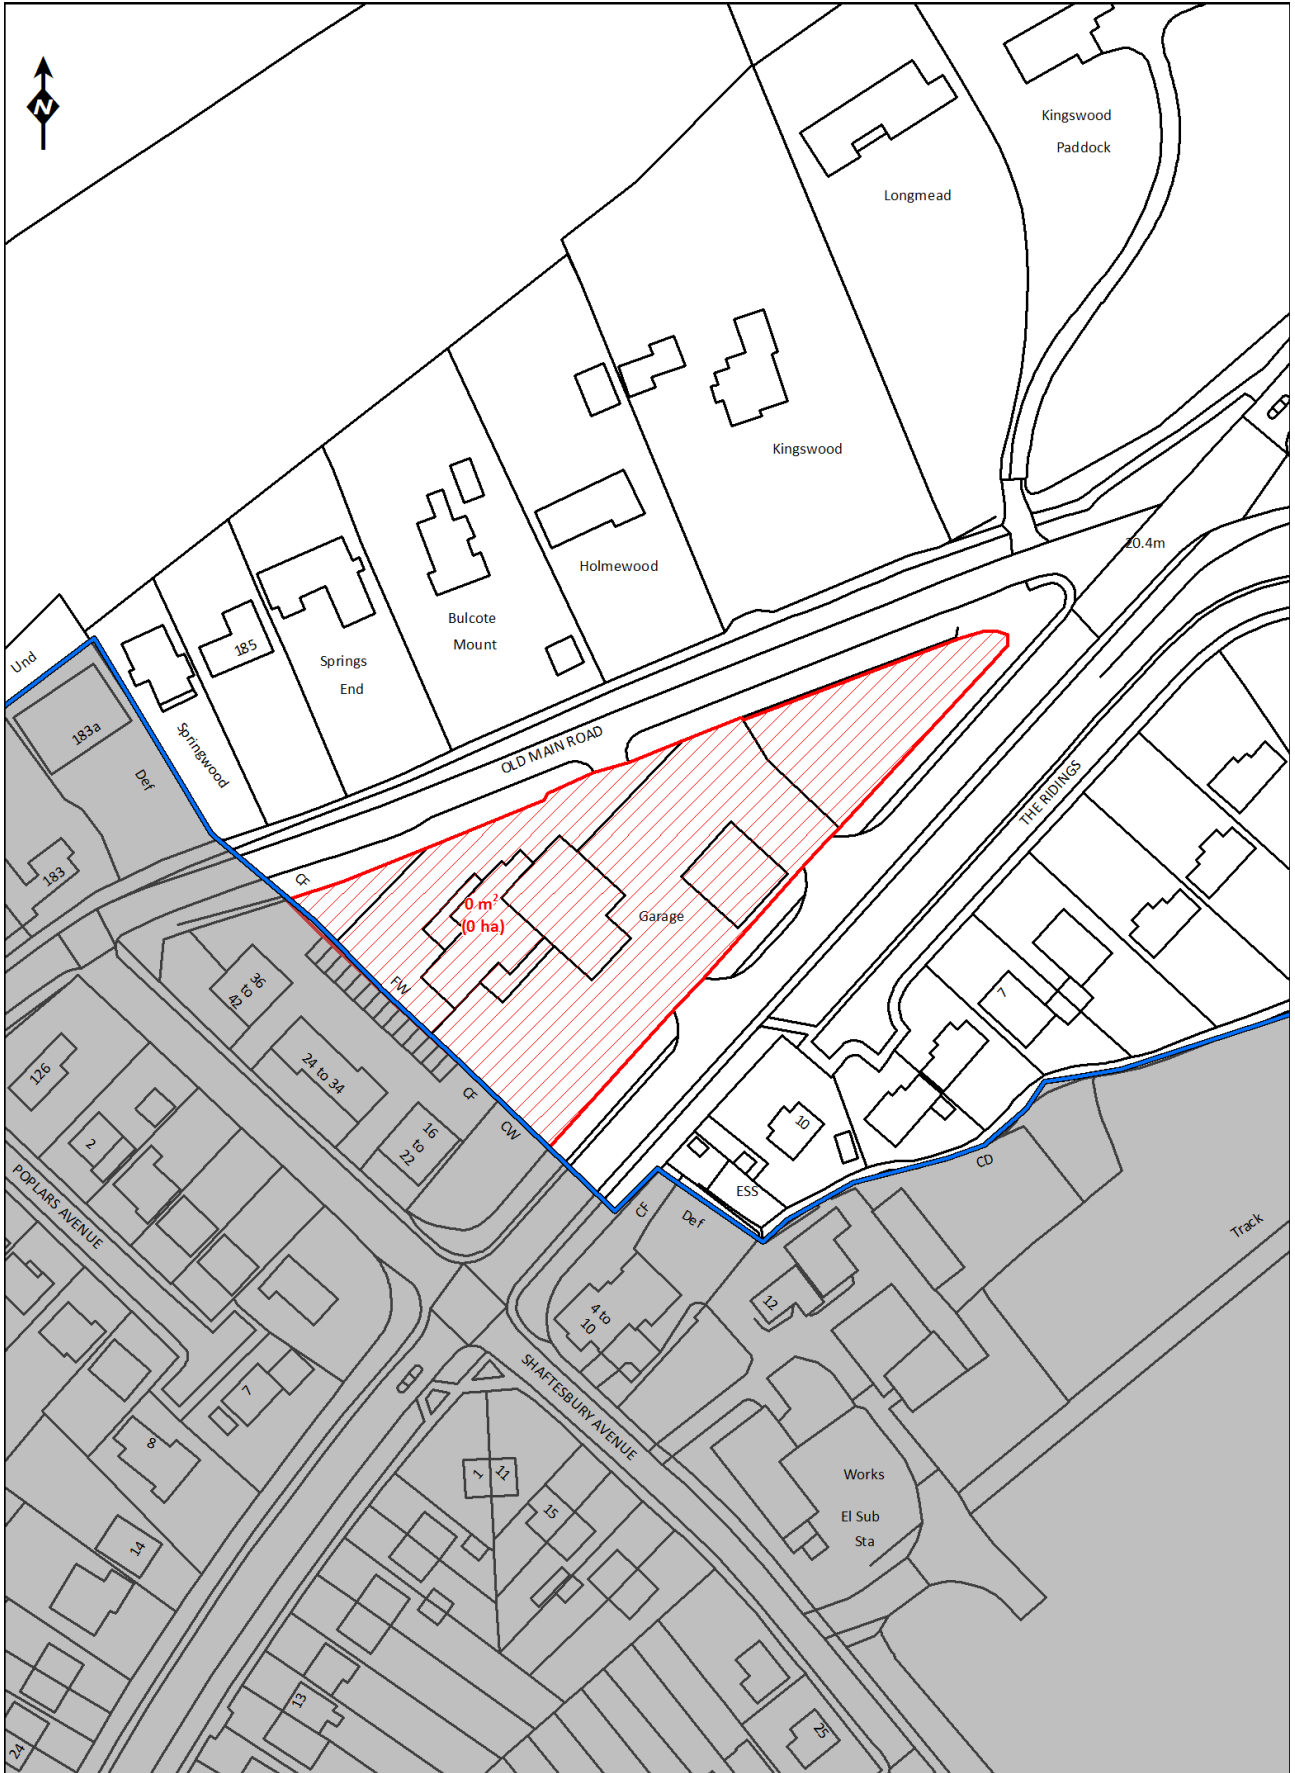 N
Kingswood
Paddock
Longmead
Kingswood
20.4m
Holmewood
Bulcote
Mount
Springs
End
185
Und
183a
Def
Springwood
OLD MAIN ROAD
THE RIDINGS
183
CF
0 m²
(0 ha)
Garage
FW
36
to
42
7
24 to 34
126
CF
CW
16
to
22
10
2
CD
ESS
POPLARS AVENUE
CF
Def
Track
4 to
10
12
SHAFTESBURY AVENUE
7
8
1
11
15
Works
El Sub
Sta
14
13
25
24